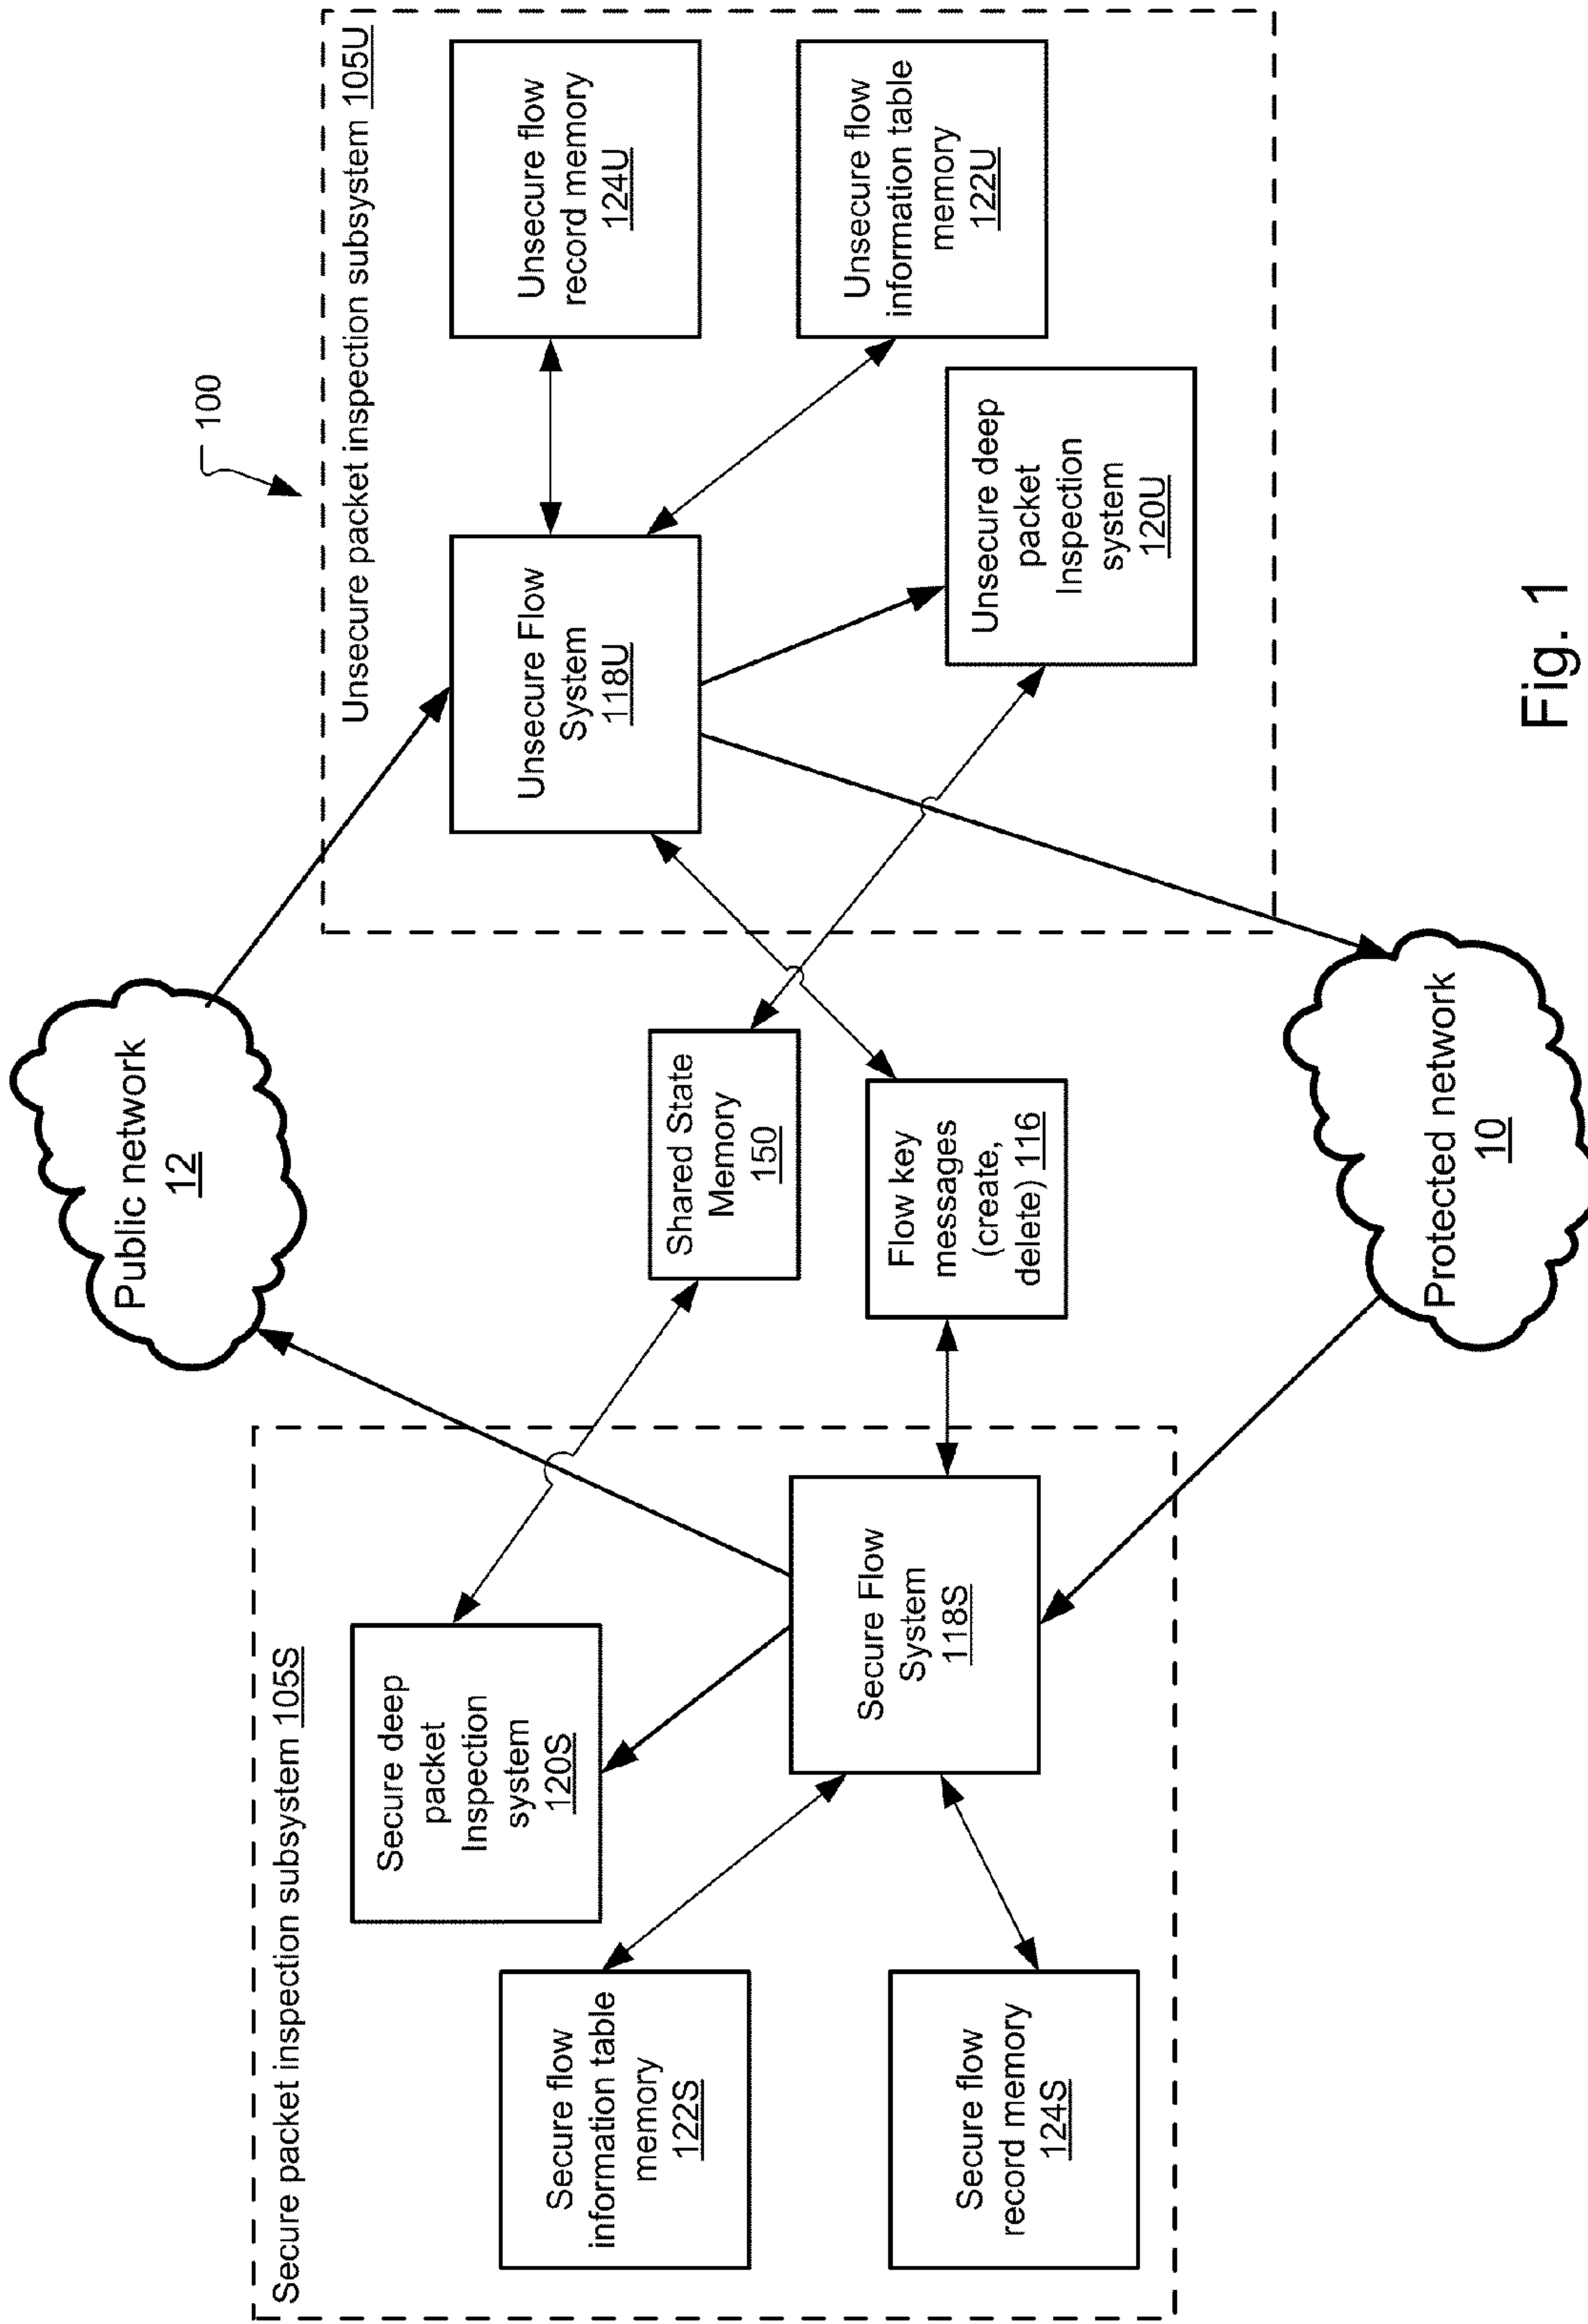 100
Public network
12
Secure packet inspection subsystem 105S
Unsecure packet inspection subsystem 105U
Secure deep
packet
Inspection
system
120S
Secure flow
information table
memory
122S
Secure flow
record memory
124S
Secure Flow
System
118S
Shared State
Memory
150
Flow key
messages
(create,
delete) 116
Unsecure Flow
System
118U
Unsecure flow
record memory
124U
Unsecure flow
information table
memory
122U
Unsecure deep
packet
Inspection
system
120U
Protected network
10
Fig. 1